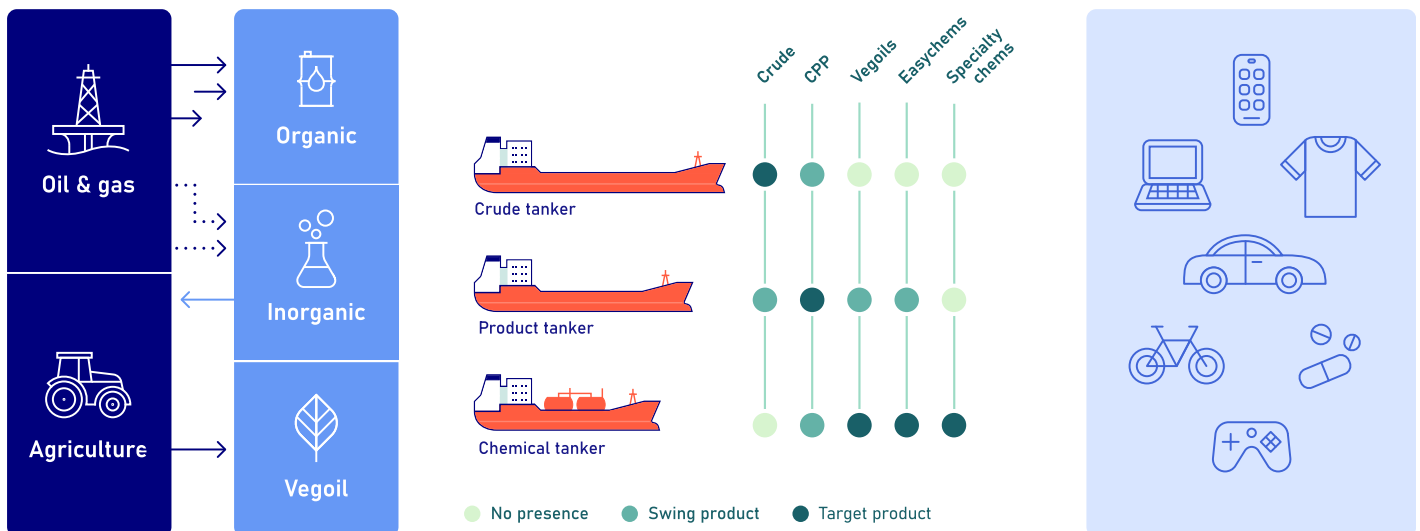 Oil & gas
Agriculture
Organic
Inorganic
Vegoil
Crude
CPP
Vegoils
Easychems
Specialty
chems
Crude tanker
Product tanker
Chemical tanker
No presence
Swing product
Target product